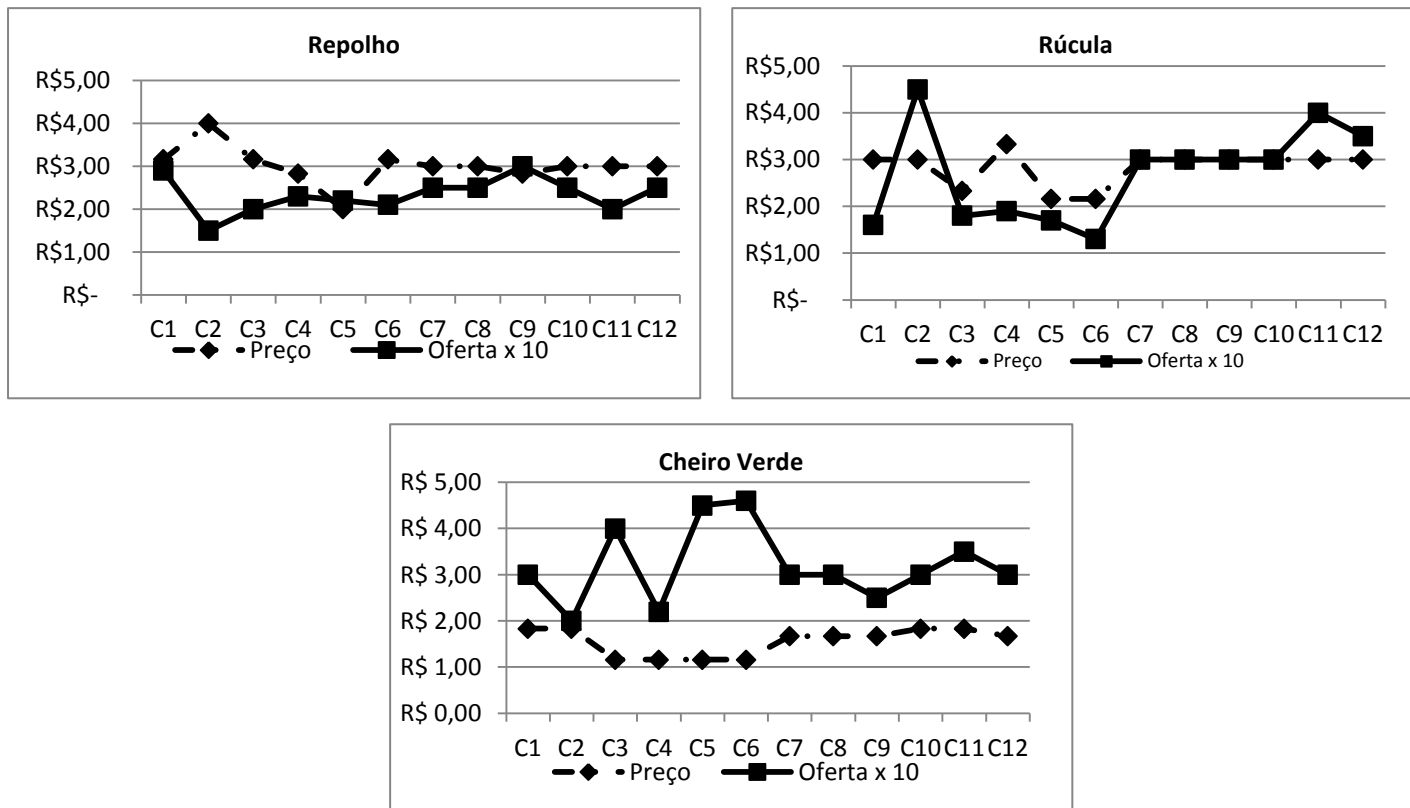 Repolho
R$5,00
R$4,00
R$3,00
R$2,00
R$1,00
R$-
C1 C2 C3 C4 C5 C6 C7 C8 C9 C10 C11 C12
Preço Oferta x 10
Rúcula
R$5,00
R$4,00
R$3,00
R$2,00
R$1,00
R$-
C1 C2 C3 C4 C5 C6 C7 C8 C9 C10 C11 C12
Preço Oferta x 10
Cheiro Verde
R$ 5,00
R$ 4,00
R$ 3,00
R$ 2,00
R$ 1,00
R$ 0,00
C1 C2 C3 C4 C5 C6 C7 C8 C9 C10 C11 C12
Preço Oferta x 10